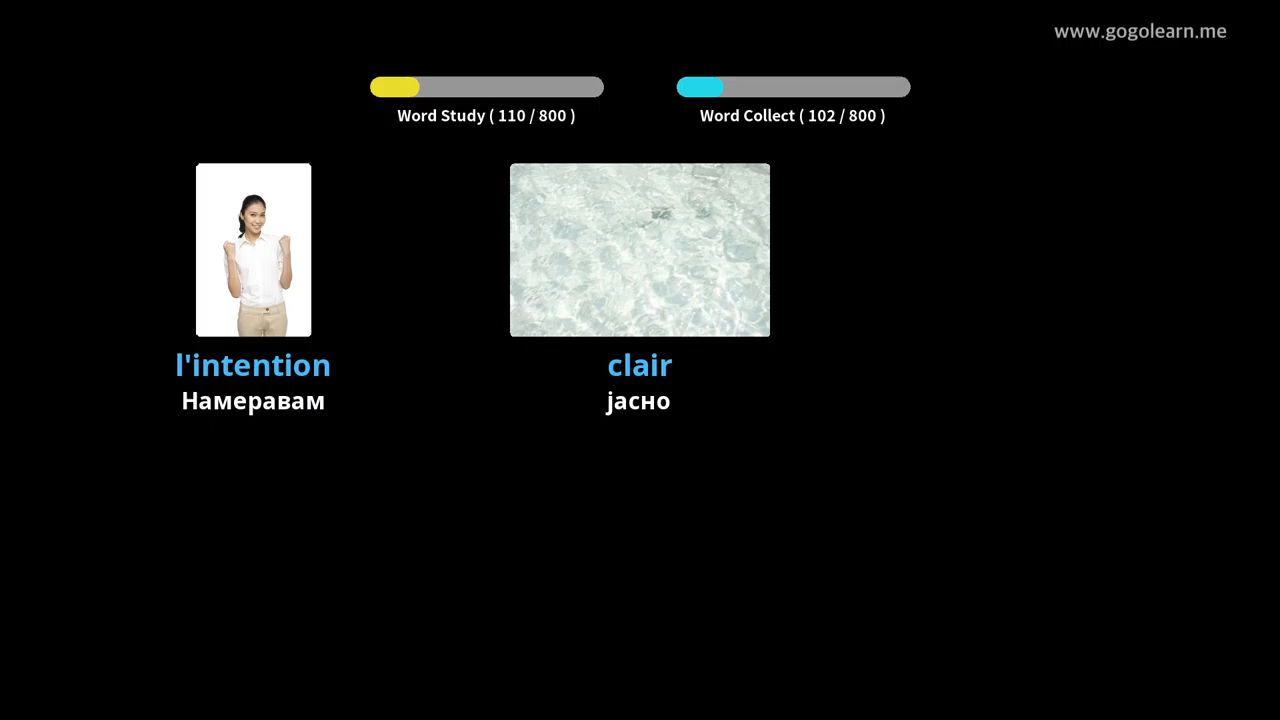 www.gogolearn.me
Word Study ( 110 / 800 )
Word Collect ( 102 / 800 )
l'intention
Намеравам
clair
јасно